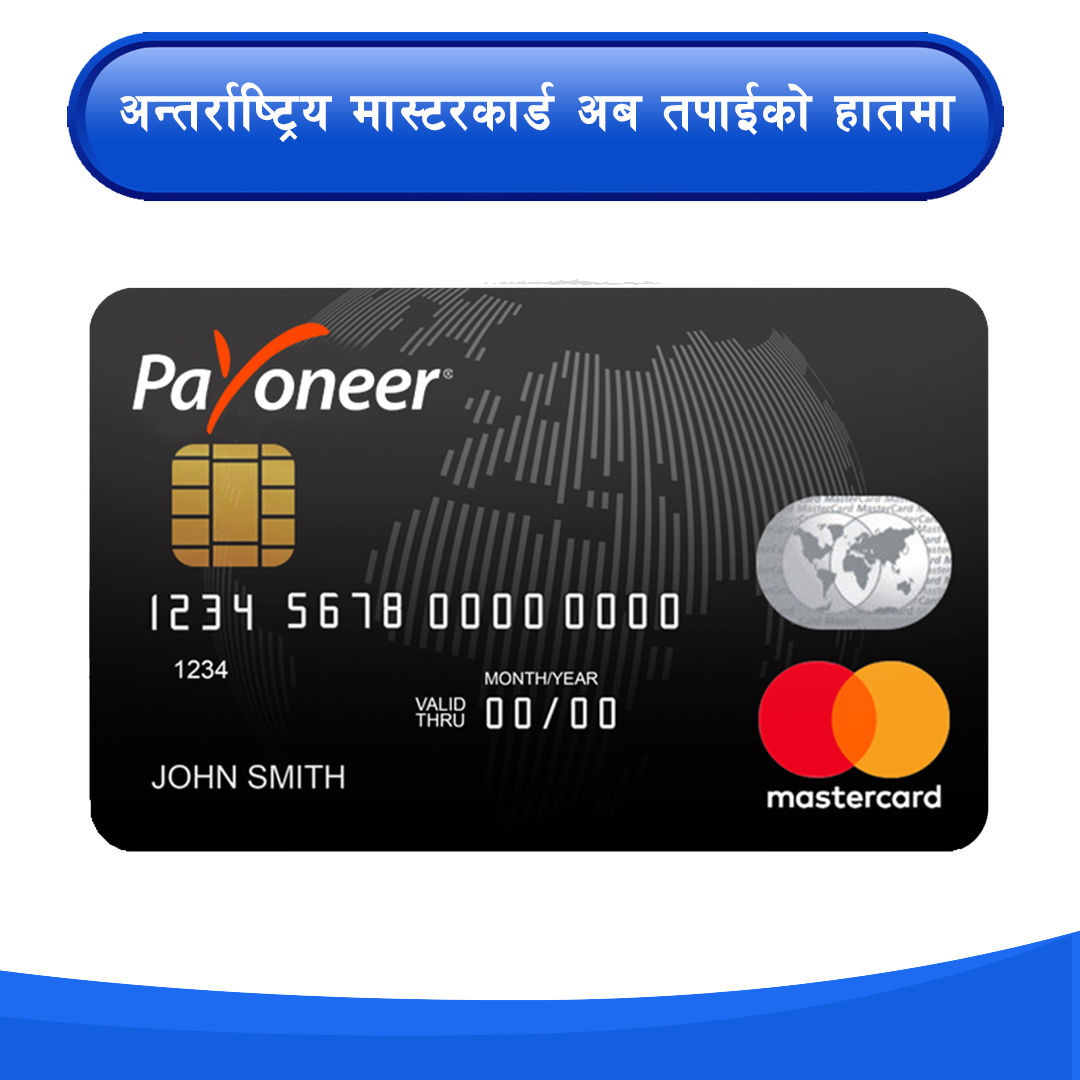 अन्तर्राष्ट्रिय मास्टरकार्ड अब तपाईको हातमा
Payoneer®
1234 5678 0000 0000
1234
MONTH/YEAR
VALID THRU 00/00
JOHN SMITH
mastercard